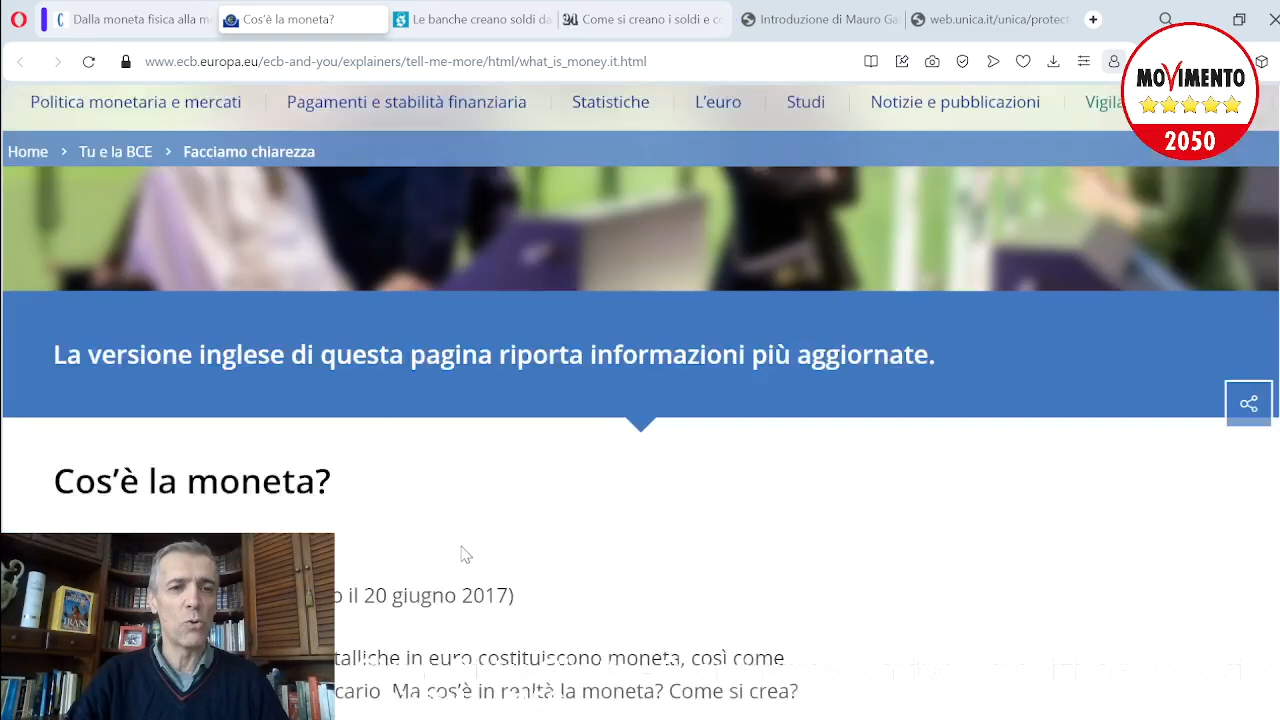 Dalla moneta fisica alla m
Cos'è la moneta?
Le banche creano soldi da
Come si creano i soldi e co
Introduzione di Mauro Ga
web.unica.it/unica/protect
www.ecb.europa.eu/ecb-and-you/explainers/tell-me-more/html/what_is_money.it.html
Politica monetaria e mercati
Pagamenti e stabilità finanziaria
Statistiche
L'euro
Studi
Notizie e pubblicazioni
Vigila
MOVIMENTO
2050
Home > Tu e la BCE > Facciamo chiarezza
La versione inglese di questa pagina riporta informazioni più aggiornate.
Cos'è la moneta?
o il 20 giugno 2017)
talliche in euro costituiscono moneta, così come
cario. Ma cos'è in realtà la moneta? Come si crea?